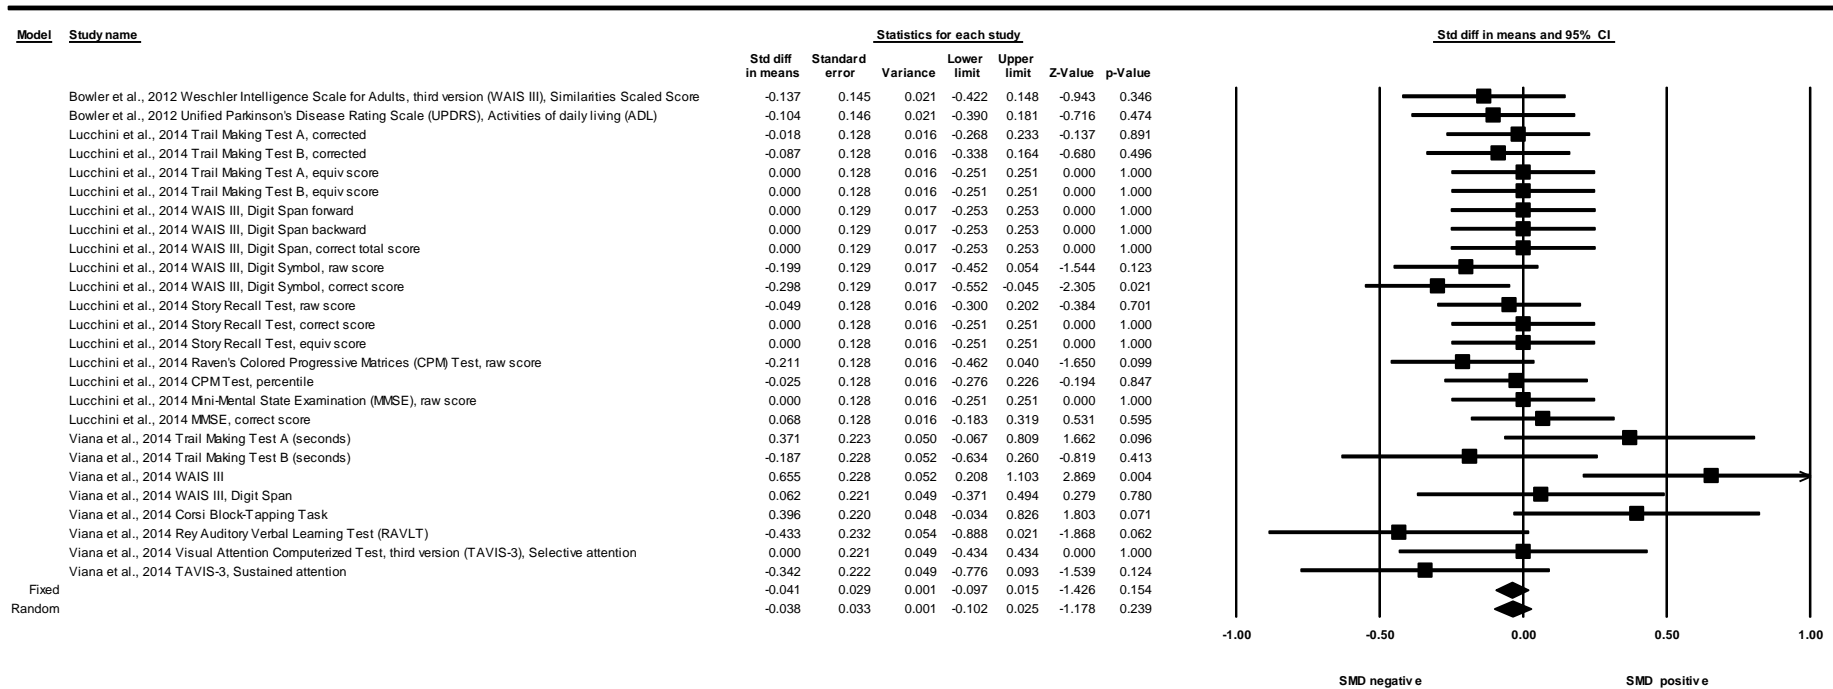 Model Study name Statistics for each study Std diff in means and 95% CI
Std diff Standard Lower Upper
in means error Variance limit limit Z-Value p-Value
Bowler et al., 2012 Weschler Intelligence Scale for Adults, third version (WAIS III), Similarities Scaled Score -0.137 0.145 0.021 -0.422 0.148 -0.943 0.346
Bowler et al., 2012 Unified Parkinson's Disease Rating Scale (UPDRS), Activities of daily living (ADL) -0.104 0.146 0.021 -0.390 0.181 -0.716 0.474
Lucchini et al., 2014 Trail Making Test A, corrected -0.018 0.128 0.016 -0.268 0.233 -0.137 0.891
Lucchini et al., 2014 Trail Making Test B, corrected -0.087 0.128 0.016 -0.338 0.164 -0.680 0.496
Lucchini et al., 2014 Trail Making Test A, equiv score 0.000 0.128 0.016 -0.251 0.251 0.000 1.000
Lucchini et al., 2014 Trail Making Test B, equiv score 0.000 0.128 0.016 -0.251 0.251 0.000 1.000
Lucchini et al., 2014 WAIS III, Digit Span forward 0.000 0.129 0.017 -0.253 0.253 0.000 1.000
Lucchini et al., 2014 WAIS III, Digit Span backward 0.000 0.129 0.017 -0.253 0.253 0.000 1.000
Lucchini et al., 2014 WAIS III, Digit Span, correct total score 0.000 0.129 0.017 -0.253 0.253 0.000 1.000
Lucchini et al., 2014 WAIS III, Digit Symbol, raw score -0.199 0.129 0.017 -0.452 0.054 -1.544 0.123
Lucchini et al., 2014 WAIS III, Digit Symbol, correct score -0.298 0.129 0.017 -0.552 -0.045 -2.305 0.021
Lucchini et al., 2014 Story Recall Test, raw score -0.049 0.128 0.016 -0.300 0.202 -0.384 0.701
Lucchini et al., 2014 Story Recall Test, correct score 0.000 0.128 0.016 -0.251 0.251 0.000 1.000
Lucchini et al., 2014 Story Recall Test, equiv score 0.000 0.128 0.016 -0.251 0.251 0.000 1.000
Lucchini et al., 2014 Raven's Colored Progressive Matrices (CPM) Test, raw score -0.211 0.128 0.016 -0.462 0.040 -1.650 0.099
Lucchini et al., 2014 CPM Test, percentile -0.025 0.128 0.016 -0.276 0.226 -0.194 0.847
Lucchini et al., 2014 Mini-Mental State Examination (MMSE), raw score 0.000 0.128 0.016 -0.251 0.251 0.000 1.000
Lucchini et al., 2014 MMSE, correct score 0.068 0.128 0.016 -0.183 0.319 0.531 0.595
Viana et al., 2014 Trail Making Test A (seconds) 0.371 0.223 0.050 -0.067 0.809 1.662 0.096
Viana et al., 2014 Trail Making Test B (seconds) -0.187 0.228 0.052 -0.634 0.260 -0.819 0.413
Viana et al., 2014 WAIS III 0.655 0.228 0.052 0.208 1.103 2.869 0.004
Viana et al., 2014 WAIS III, Digit Span 0.062 0.221 0.049 -0.371 0.494 0.279 0.780
Viana et al., 2014 Corsi Block-Tapping Task 0.396 0.220 0.048 -0.034 0.826 1.803 0.071
Viana et al., 2014 Rey Auditory Verbal Learning Test (RAVLT) -0.433 0.232 0.054 -0.888 0.021 -1.868 0.062
Viana et al., 2014 Visual Attention Computerized Test, third version (TAVIS-3), Selective attention 0.000 0.221 0.049 -0.434 0.434 0.000 1.000
Viana et al., 2014 TAVIS-3, Sustained attention -0.342 0.222 0.049 -0.776 0.093 -1.539 0.124
Fixed -0.041 0.029 0.001 -0.097 0.015 -1.426 0.154
Random -0.038 0.033 0.001 -0.102 0.025 -1.178 0.239
-1.00 -0.50 0.00 0.50 1.00
SMD negative SMD positive